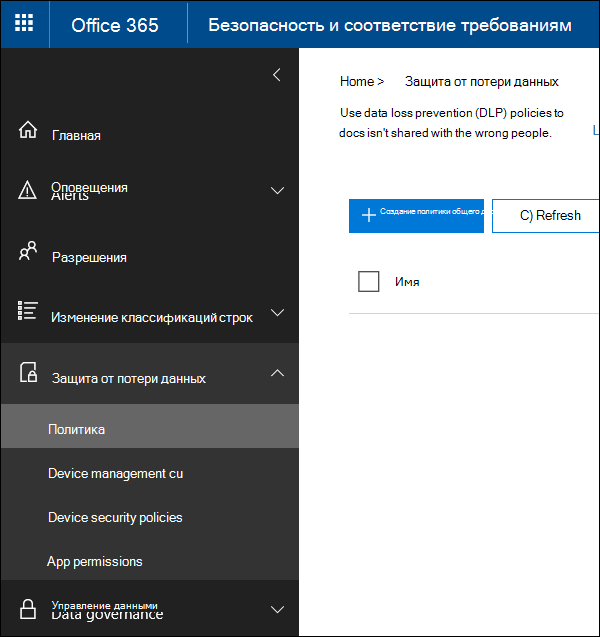 Office 365
Безопасность и соответствие требованиям
Home > Защита от потери данных
Use data loss prevention (DLP) policies to
docs isn't shared with the wrong people.
L
Главная
Оповещения
Alerts
Создание политики общего
C) Refresh
Разрешения
Имя
Изменение классификаций строк
Защита от потери данных
Политика
Device management cu
Device security policies
App permissions
Управление данными
Data governance